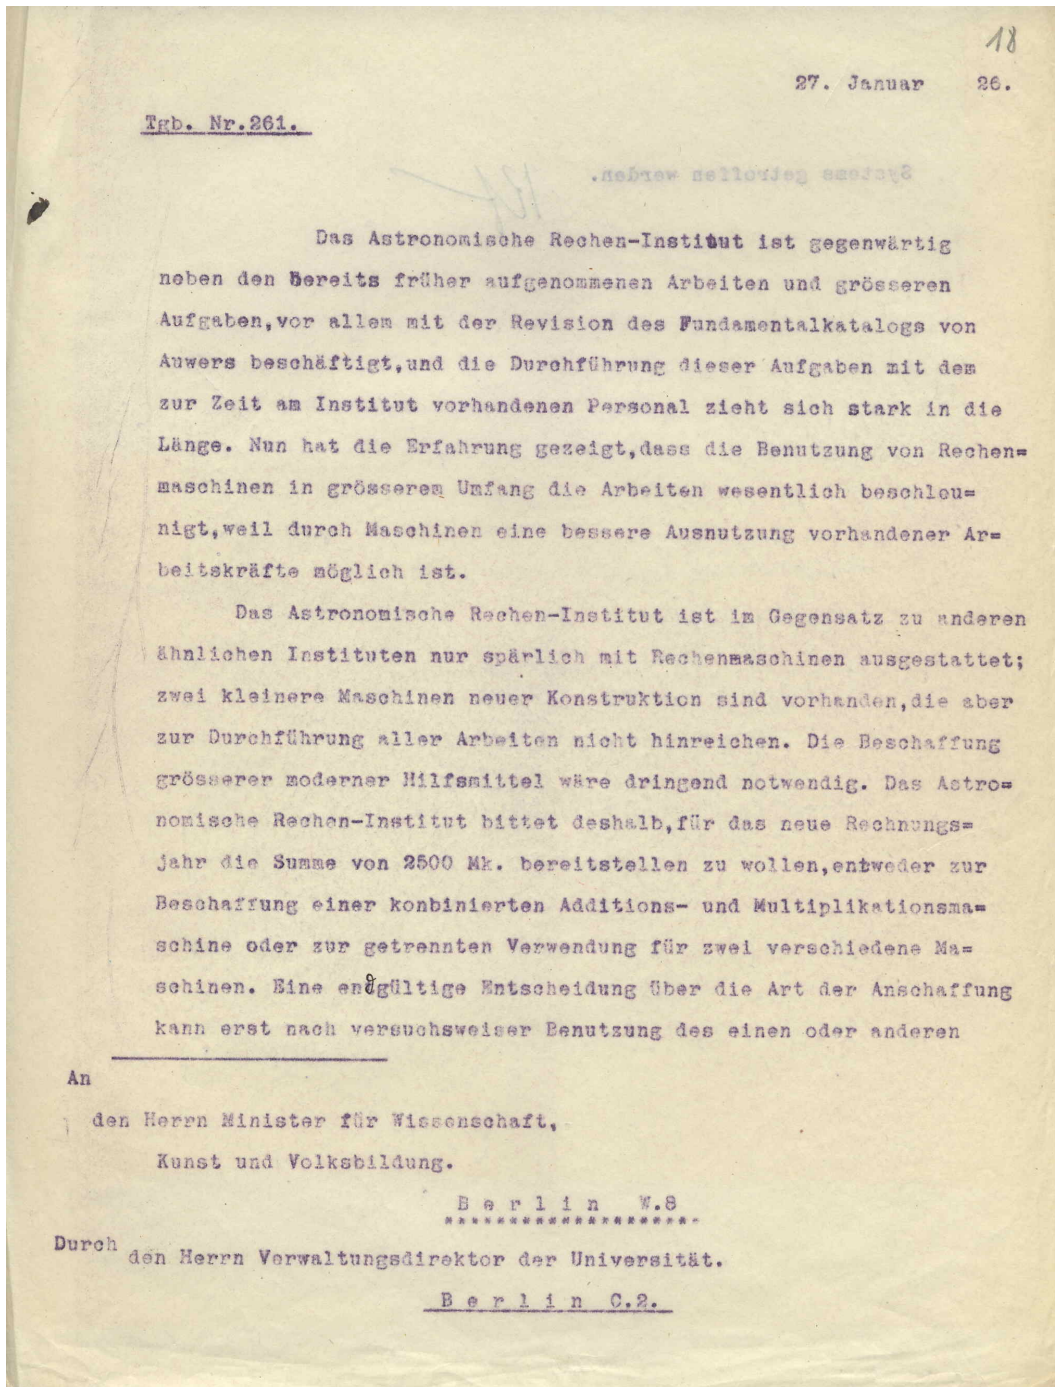 18
27. Januar 26.
Tgb. Nr.261.
Systems getroffen werden.
Das Astronomische Rechen-Institut ist gegenwärtig
neben den Bereits früher aufgenommenen Arbeiten und grösseren
Aufgaben,vor allem mit der Revision des Fundamentalkatalogs von
Auwers beschäftigt,und die Durchführung dieser Aufgaben mit dem
zur Zeit am Institut vorhandenen Personal zieht sich stark in die
Länge. Nun hat die Erfahrung gezeigt,dass die Benutzung von Rechen=
maschinen in grösserem Umfang die Arbeiten wesentlich beschleu=
nigt,weil durch Maschinen eine bessere Ausnutzung vorhandener Ar=
beitskräfte möglich ist.
Das Astronomische Rechen-Institut ist im Gegensatz zu anderen
ähnlichen Instituten nur spärlich mit Rechenmaschinen ausgestattet;
zwei kleinere Maschinen neuer Konstruktion sind vorhanden,die aber
zur Durchführung aller Arbeiten nicht hinreichen. Die Beschaffung
grösserer moderner Hilfsmittel wäre dringend notwendig. Das Astro=
nomische Rechen-Institut bittet deshalb,für das neue Rechnungs=
jahr die Summe von 2500 Mk. bereitstellen zu wollen,entweder zur
Beschaffung einer konbinierten Additions- und Multiplikationsma=
schine oder zur getrennten Verwendung für zwei verschiedene Ma=
schinen. Eine endgültige Entscheidung über die Art der Anschaffung
kann erst nach versuchsweiser Benutzung des einen oder anderen
An
den Herrn Minister für Wissenschaft,
Kunst und Volksbildung.
B e r l i n W.8
Durch
den Herrn Verwaltungsdirektor der Universität.
B e r l i n C.2.